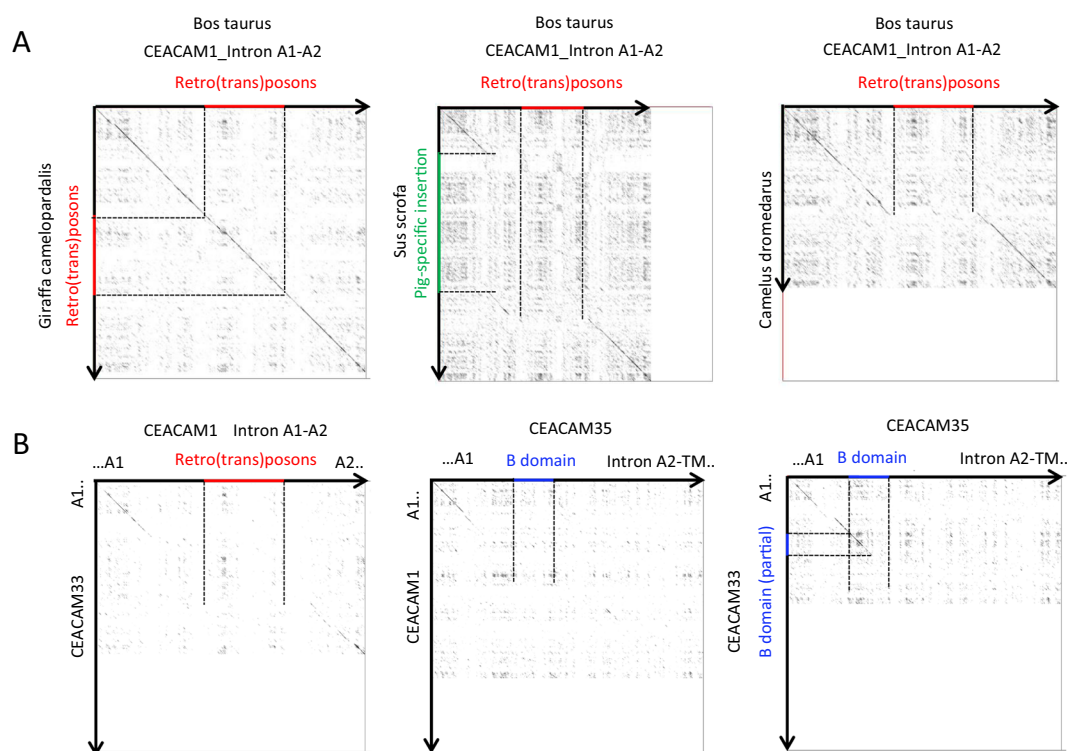 A
Bos taurus
CEACAM1_Intron A1-A2
Retro(trans)posons
Giraffa camelopardalis
Retro(trans)posons
Bos taurus
CEACAM1_Intron A1-A2
Retro(trans)posons
Sus scrofa
Pig-specific insertion
Bos taurus
CEACAM1_Intron A1-A2
Retro(trans)posons
Camelus dromedarus
B
CEACAM1 Intron A1-A2
...A1 Retro(trans)posons A2..
A1..
CEACAM33
CEACAM35
...A1 B domain Intron A2-TM..
A1..
CEACAM1
CEACAM35
...A1 B domain Intron A2-TM..
A1..
CEACAM33
B domain (partial)